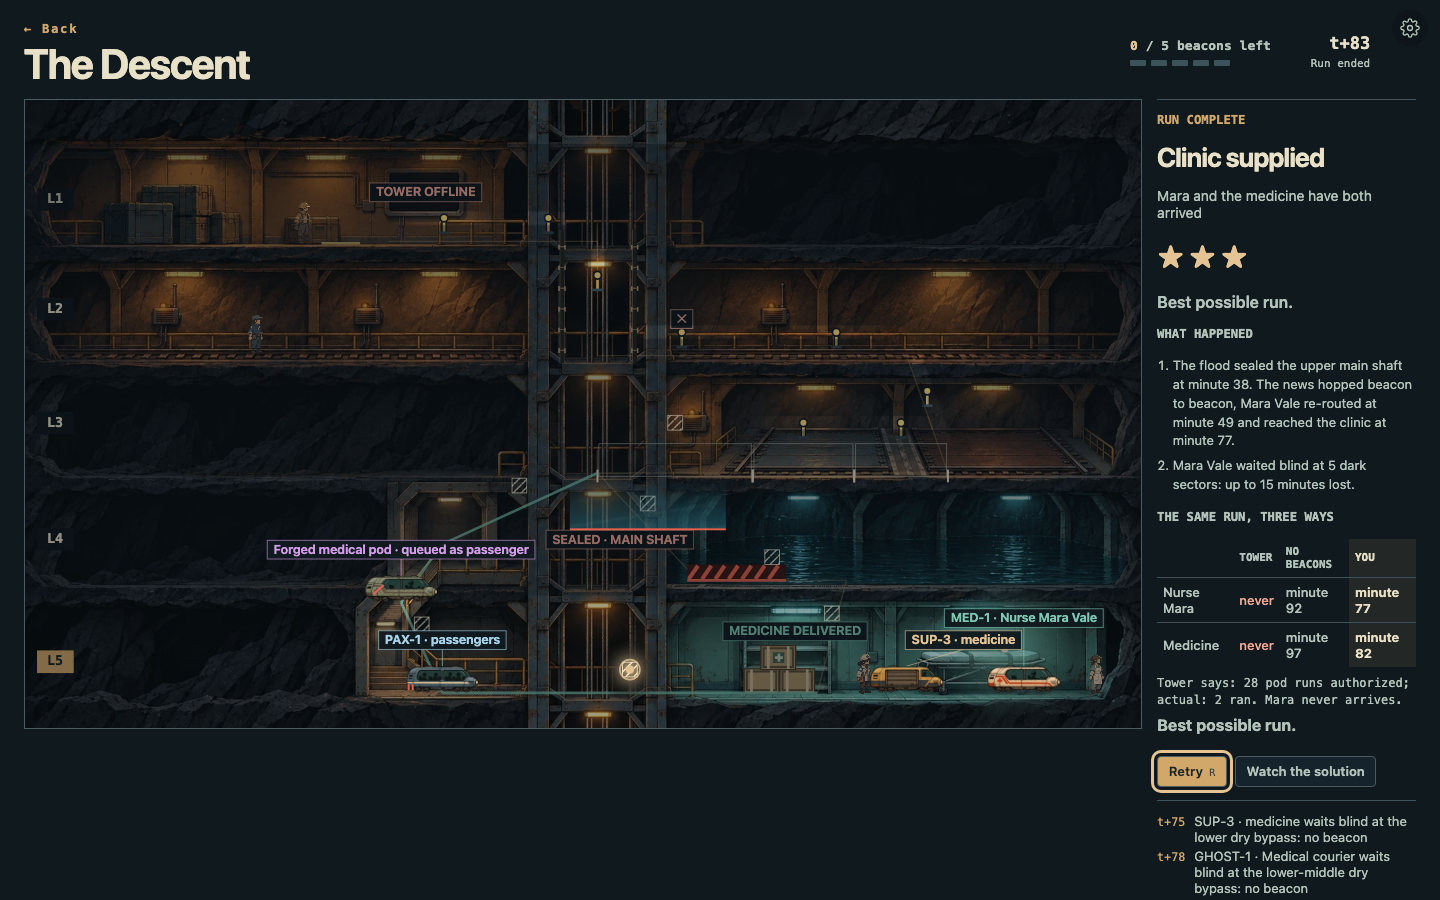 ← Back
The Descent
0 / 5 beacons left
t+83
Run ended
L1
TOWER OFFLINE
L2
L3
L4
Forged medical pod · queued as passenger
SEALED · MAIN SHAFT
PAX-1 · passengers
MED-1 · Nurse Mara Vale
MEDICINE DELIVERED
SUP-3 · medicine
L5
RUN COMPLETE
Clinic supplied
Mara and the medicine have both
arrived
Best possible run.
WHAT HAPPENED
1. The flood sealed the upper main shaft
at minute 38. The news hopped beacon
to beacon, Mara Vale re-routed at
minute 49 and reached the clinic at
minute 77.
2. Mara Vale waited blind at 5 dark
sectors: up to 15 minutes lost.
THE SAME RUN, THREE WAYS
TOWER NO BEACONS YOU
Nurse Mara never minute 92 minute 77
Medicine never minute 97 minute 82
Tower says: 28 pod runs authorized;
actual: 2 ran. Mara never arrives.
Best possible run.
Retry R
Watch the solution
t+75 SUP-3 · medicine waits blind at the
lower dry bypass: no beacon
t+78 GHOST-1 · Medical courier waits
blind at the lower-middle dry
bypass: no beacon